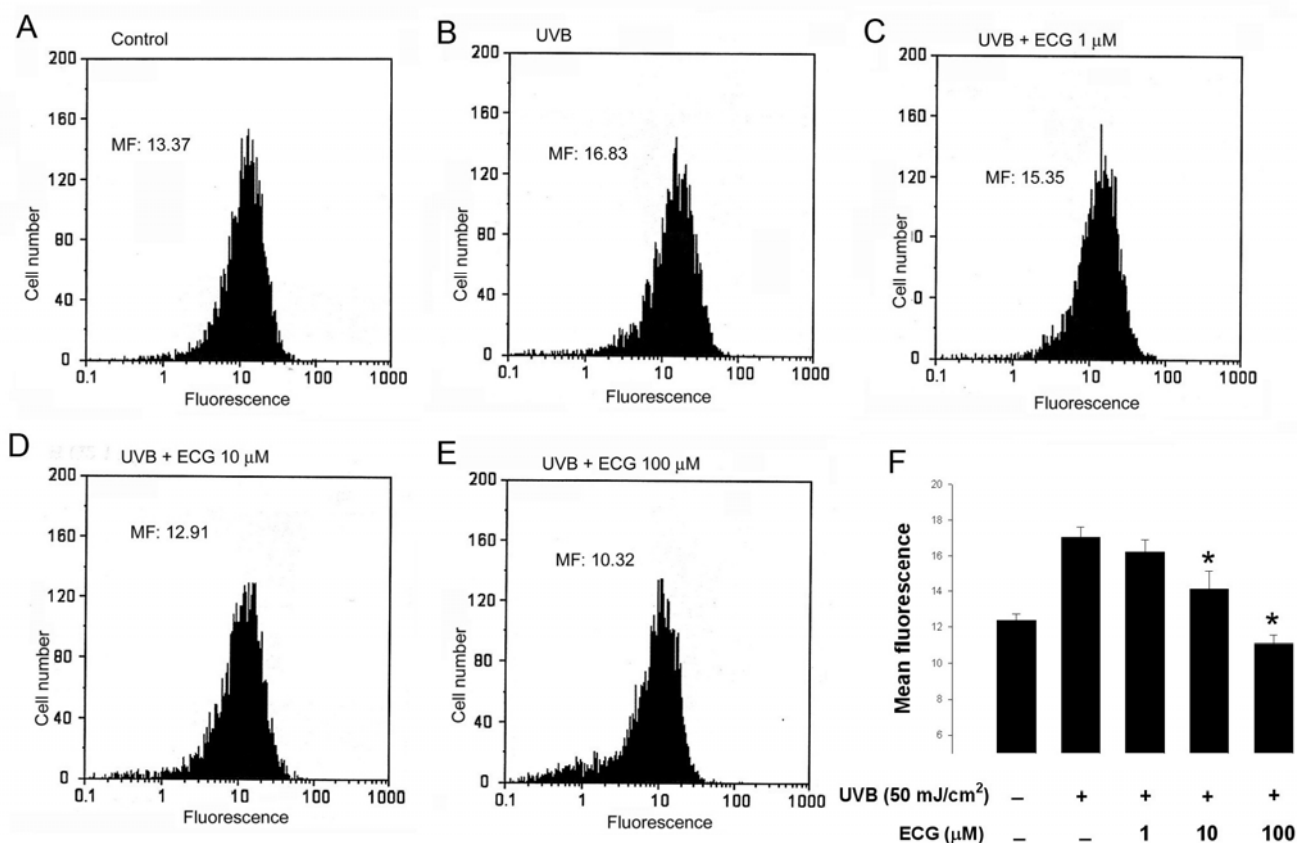 A
Control
200
160
120
80
40
0
Cell number
MF: 13.37
0.1 1 10 100 1000
Fluorescence
B
UVB
200
160
120
80
40
0
Cell number
MF: 16.83
0.1 1 10 100 1000
Fluorescence
C
UVB + ECG 1 μM
200
160
120
80
40
0
Cell number
MF: 15.35
0.1 1 10 100 1000
Fluorescence
D
UVB + ECG 10 μM
200
160
120
80
40
0
Cell number
MF: 12.91
0.1 1 10 100 1000
Fluorescence
E
UVB + ECG 100 μM
200
160
120
80
40
0
Cell number
MF: 10.32
0.1 1 10 100 1000
Fluorescence
F
20
18
16
14
12
10
8
6
Mean fluorescence
* *
UVB (50 mJ/cm²) – + + + +
ECG (μM) – – 1 10 100